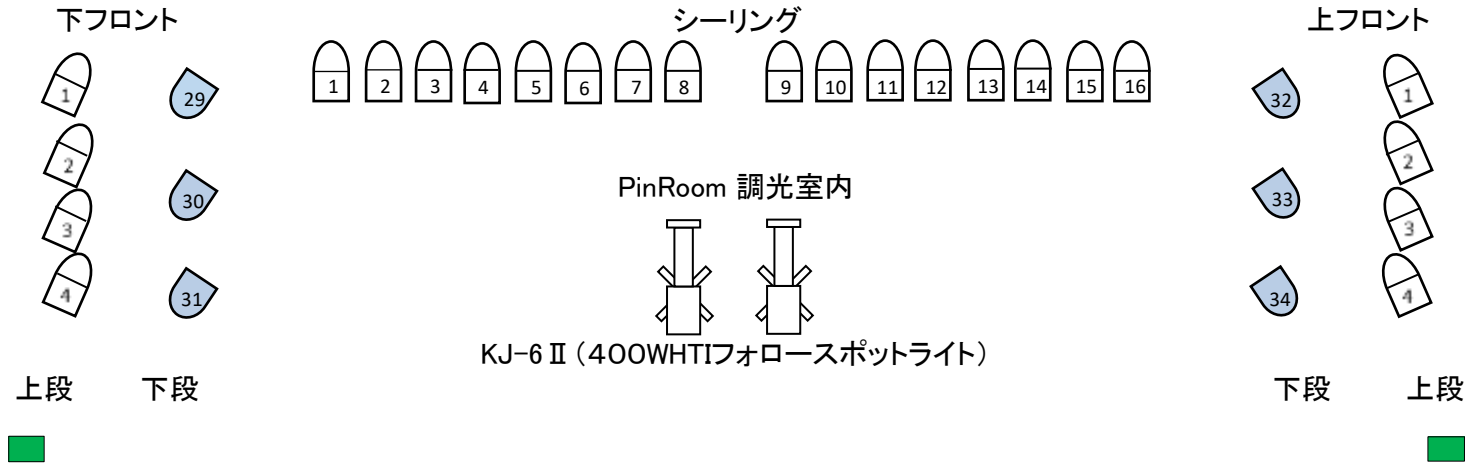 下フロント シーリング 上フロント
1 29 1 2 3 4 5 6 7 8 9 10 11 12 13 14 15 16 32 1
2 30 PinRoom 調光室内 33 2
3 3
4 31 34 4
KJ-6Ⅱ(400WHTIフォロースポットライト)
上段 下段 下段 上段